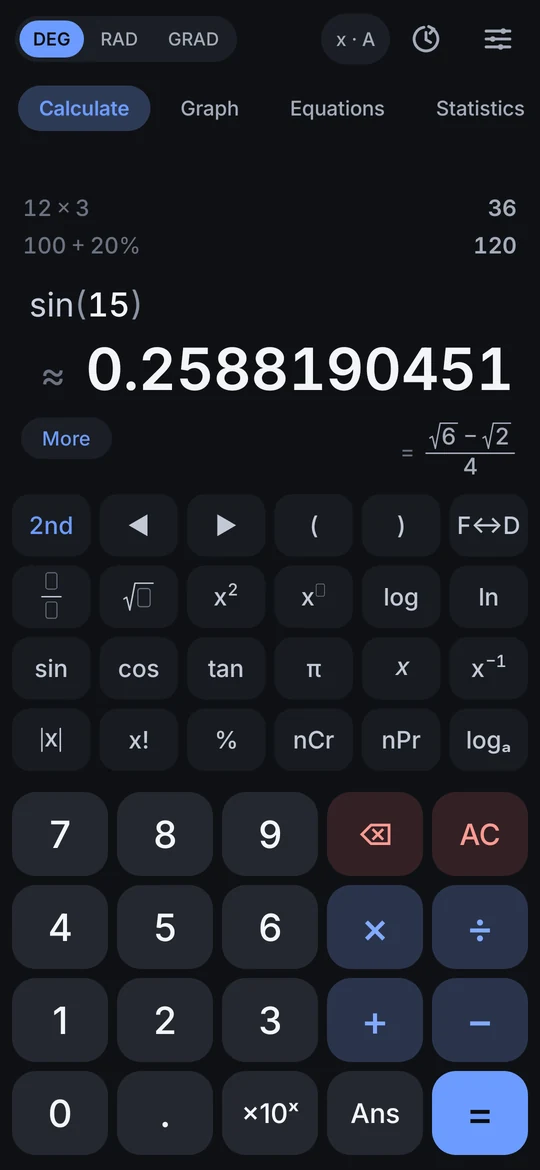 DEG RAD GRAD x · A
Calculate Graph Equations Statistics
12 × 3 36
100 + 20% 120
sin(15)
≈ 0.2588190451
More = (√6 − √2)/4
2nd ◀ ▶ ( ) F↔D
▯/▯ √▯ x² x▯ log ln
sin cos tan π x x⁻¹
|x| x! % nCr nPr logₐ
7 8 9 ⌫ AC
4 5 6 × ÷
1 2 3 + −
0 . ×10ˣ Ans =